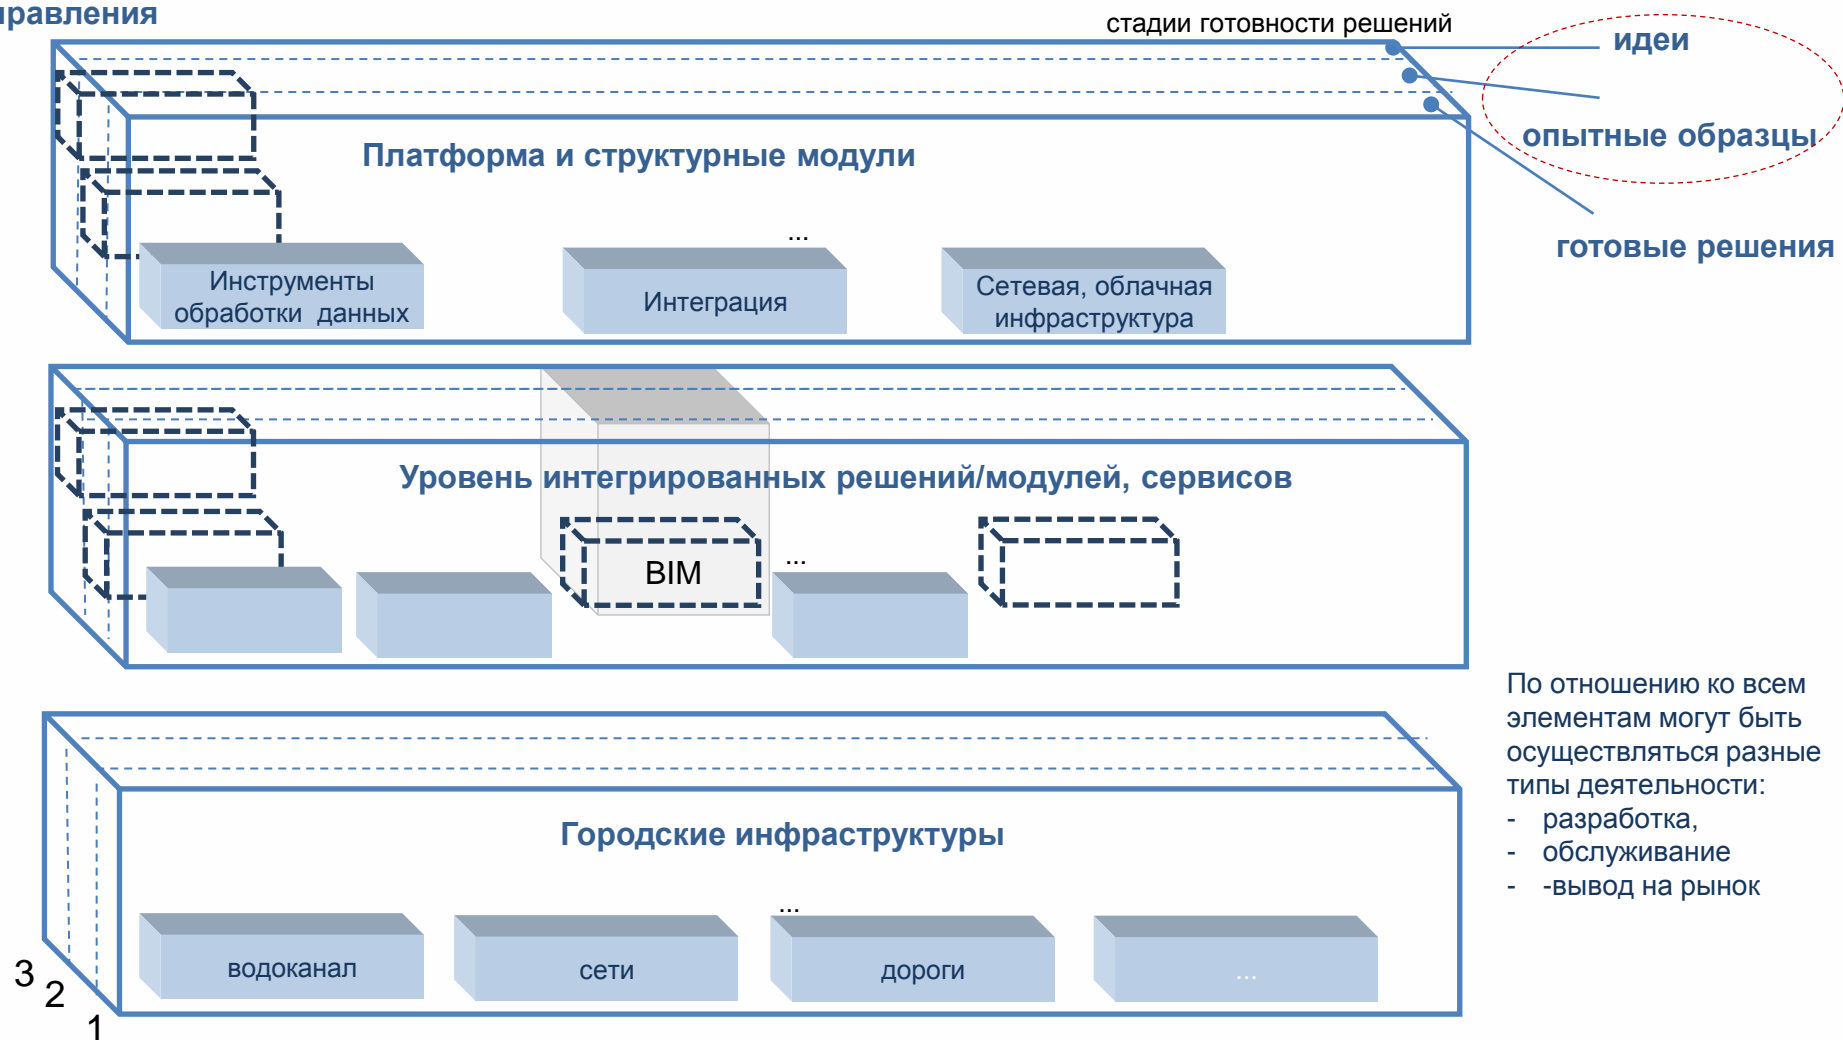 стадии готовности решений
идеи
опытные образцы
готовые решения
Платформа и структурные модули
...
Инструменты
обработки данных
Интеграция
Сетевая, облачная
инфраструктура
Уровень интегрированных решений/модулей, сервисов
BIM
...
По отношению ко всем
элементам могут быть
осуществляться разные
типы деятельности:
- разработка,
- обслуживание
- -вывод на рынок
Городские инфраструктуры
...
водоканал
сети
дороги
...
3
2
1